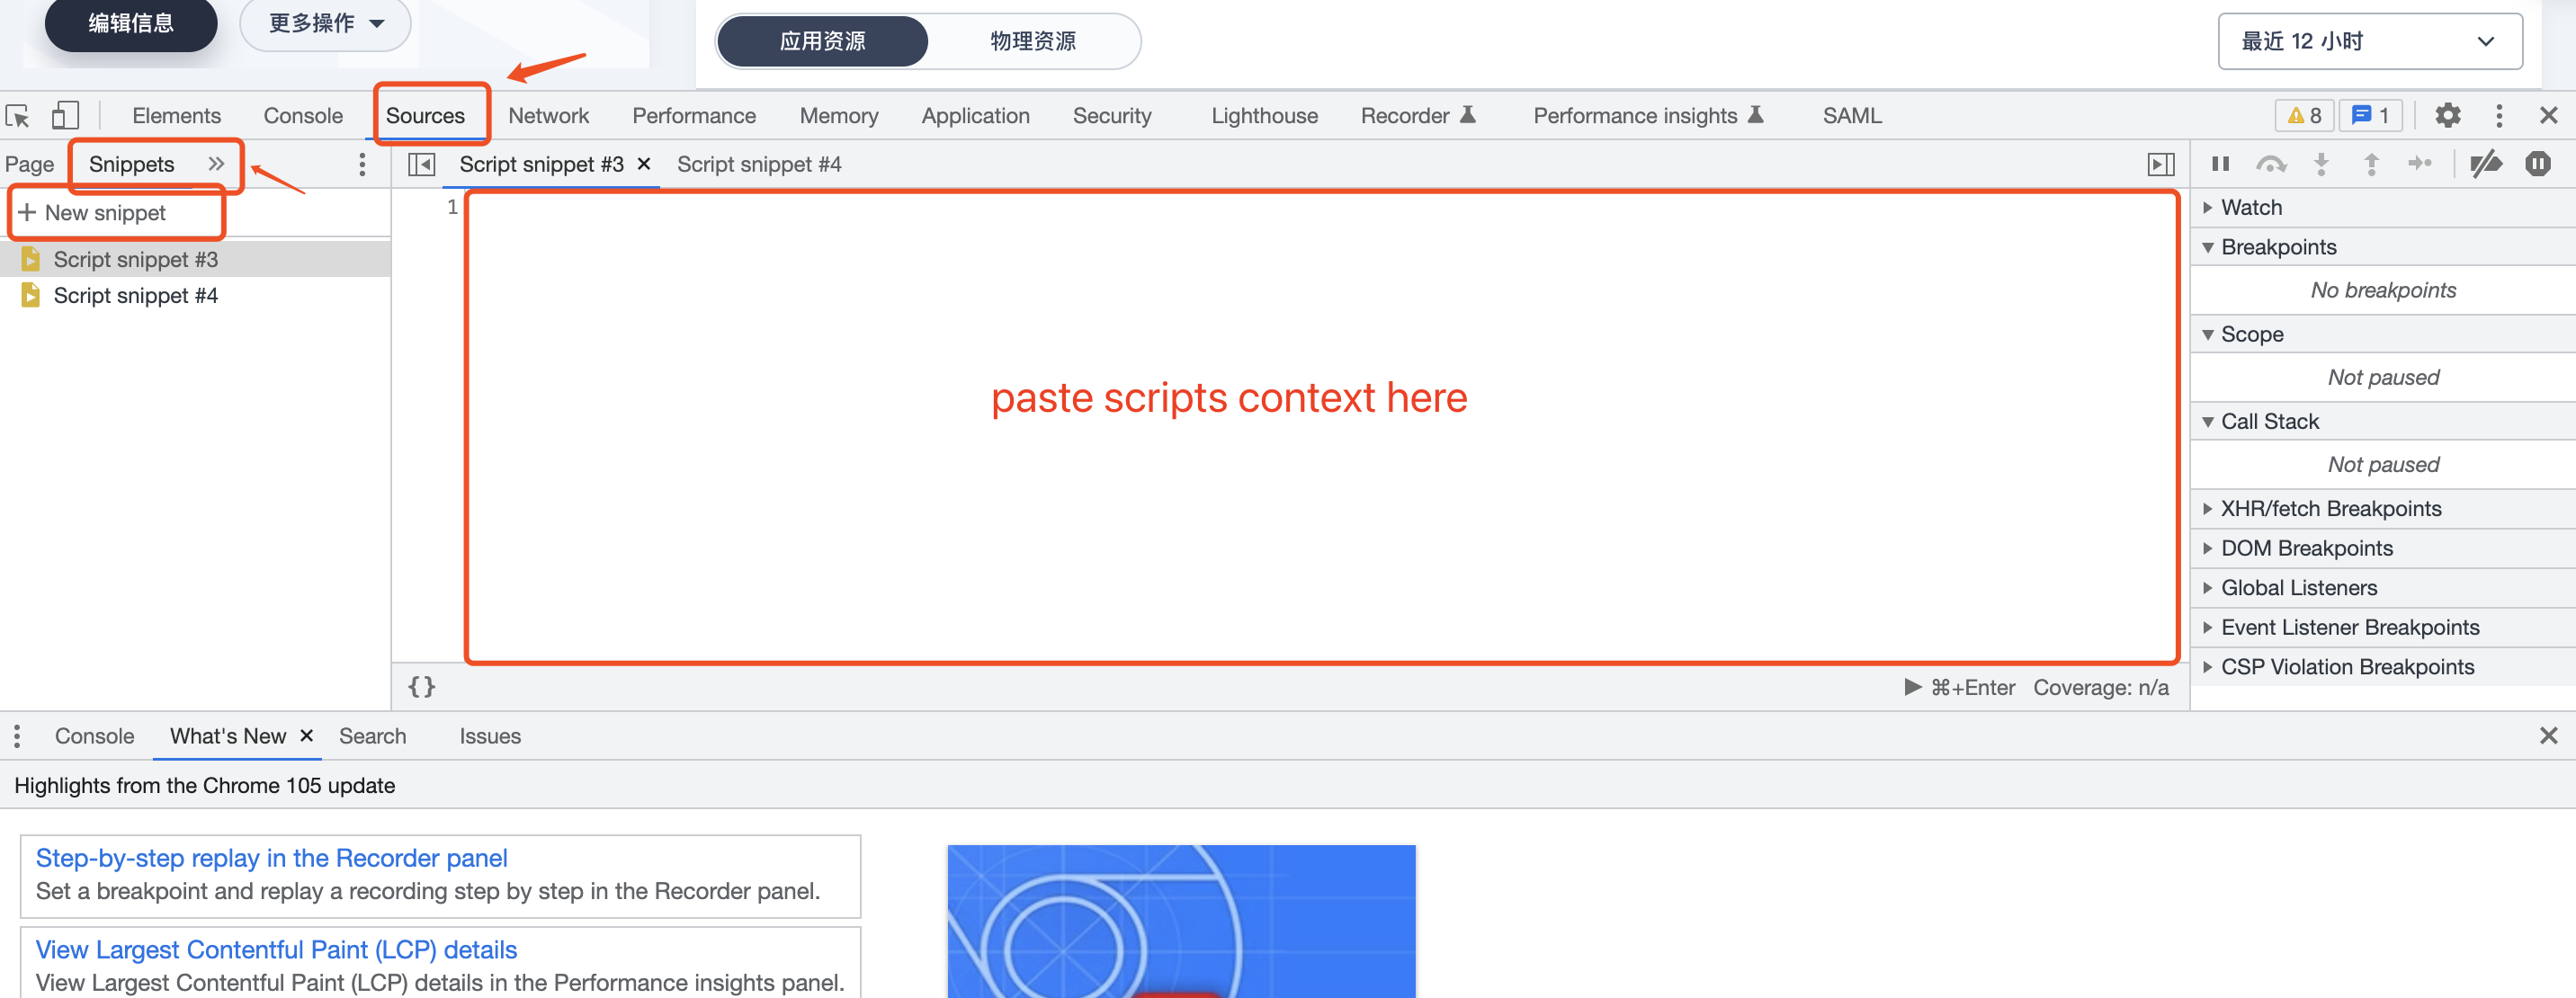 编辑信息 更多操作
应用资源 物理资源 最近 12 小时
Elements Console Sources Network Performance Memory Application Security Lighthouse Recorder Performance insights SAML 8 1
Page Snippets Script snippet #3 Script snippet #4
+ New snippet
Script snippet #3
Script snippet #4
1
paste scripts context here
{} ⌘+Enter Coverage: n/a
Watch
Breakpoints
No breakpoints
Scope
Not paused
Call Stack
Not paused
XHR/fetch Breakpoints
DOM Breakpoints
Global Listeners
Event Listener Breakpoints
CSP Violation Breakpoints
Console What's New Search Issues
Highlights from the Chrome 105 update
Step-by-step replay in the Recorder panel
Set a breakpoint and replay a recording step by step in the Recorder panel.
View Largest Contentful Paint (LCP) details
View Largest Contentful Paint (LCP) details in the Performance insights panel.